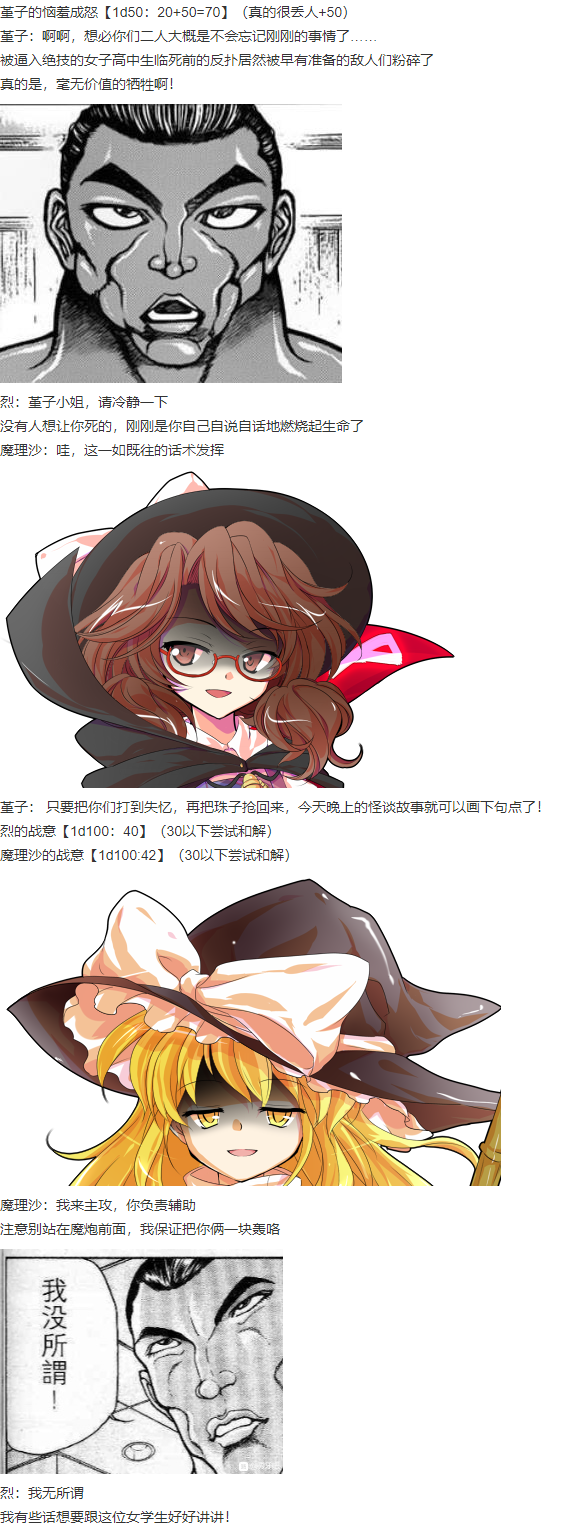 堇子的恼羞成怒【1d50：20+50=70】（真的很丢人+50）
堇子：啊啊，想必你们二人大概是不会忘记刚刚的事情了……
被逼入绝技的女子高中生临死前的反扑居然被早有准备的敌人们粉碎了
真的是，毫无价值的牺牲啊！
烈：堇子小姐，请冷静一下
没有人想让你死的，刚刚是你自己自说自话地燃烧起生命了
魔理沙：哇，这一如既往的话术发挥
堇子： 只要把你们打到失忆，再把珠子抢回来，今天晚上的怪谈故事就可以画下句点了！
烈的战意【1d100：40】（30以下尝试和解）
魔理沙的战意【1d100:42】（30以下尝试和解）
魔理沙：我来主攻，你负责辅助
注意别站在魔炮前面，我保证把你俩一块轰咯
我没所謂！
烈：我无所谓
我有些话想要跟这位女学生好好讲讲！